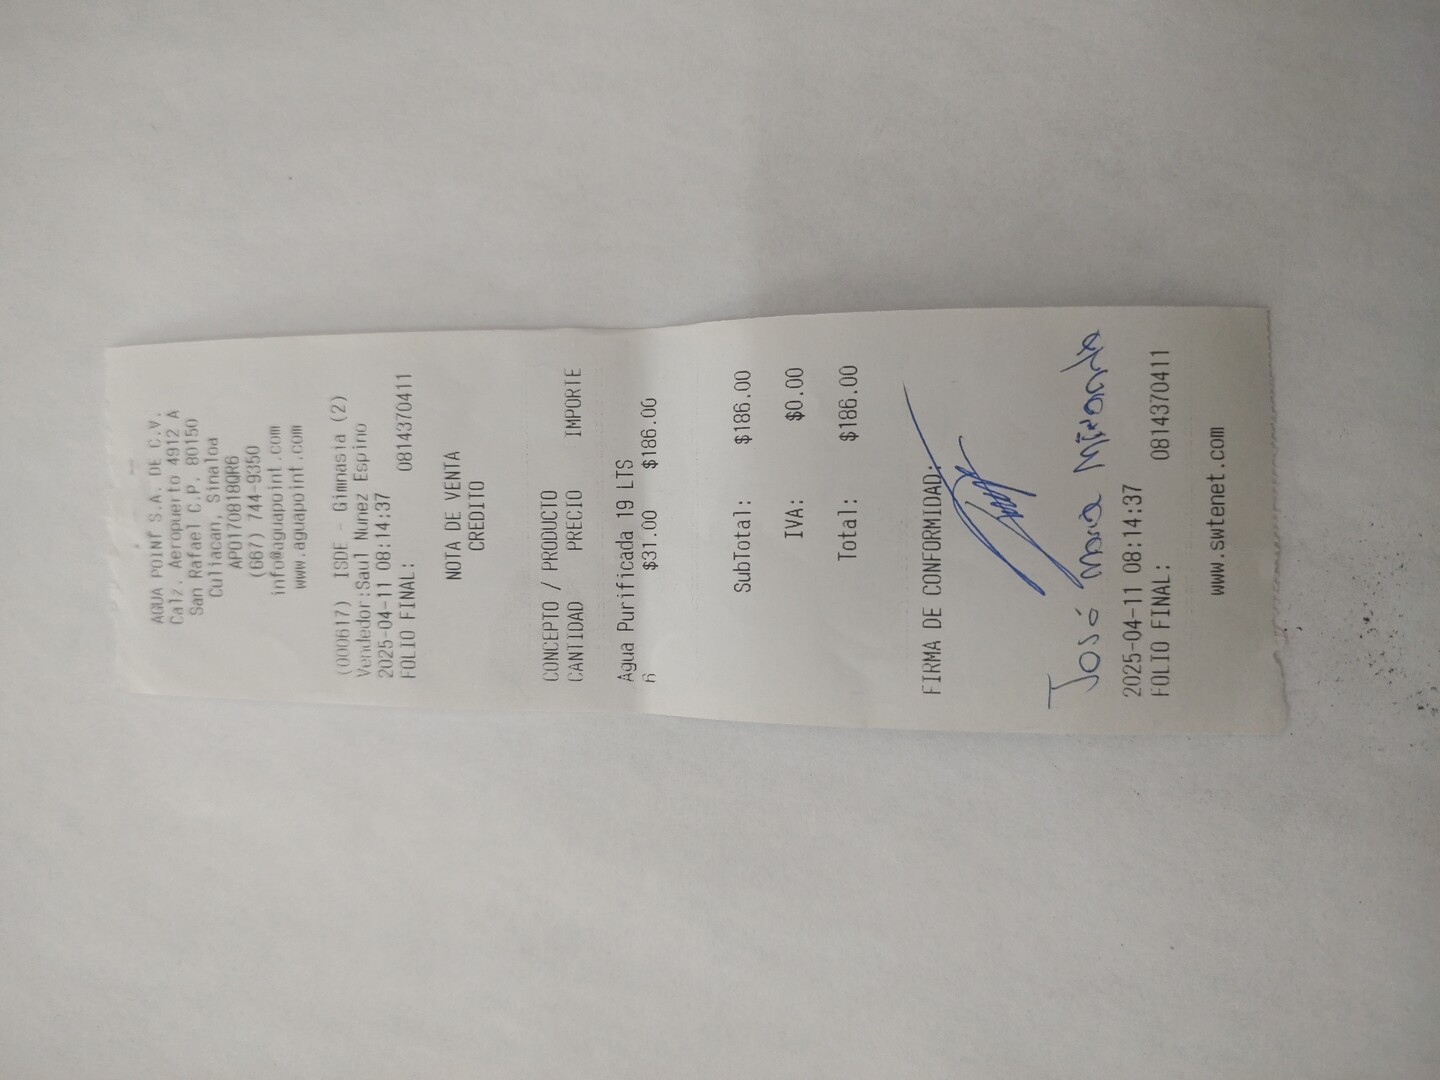 AGUA POINT S.A. DE C.V.
Calz. Aeropuerto 4912 A
San Rafael C.P. 80150
Culiacan, Sinaloa
APO170818QR6
(667) 744-9350
info@aguapoint.com
www.aguapoint.com
(000617) ISDE - Gimnasia (2)
Vendedor:Saul Nunez Espino
2025-04-11 08:14:37
FOLIO FINAL: 0814370411
NOTA DE VENTA
CREDITO
CONCEPTO / PRODUCTO
CANTIDAD PRECIO IMPORTE
Agua Purificada 19 LTS
6 $31.00 $186.00
SubTotal: $186.00
IVA: $0.00
Total: $186.00
FIRMA DE CONFORMIDAD:
José Maria
2025-04-11 08:14:37
FOLIO FINAL: 0814370411
www.swtenet.com